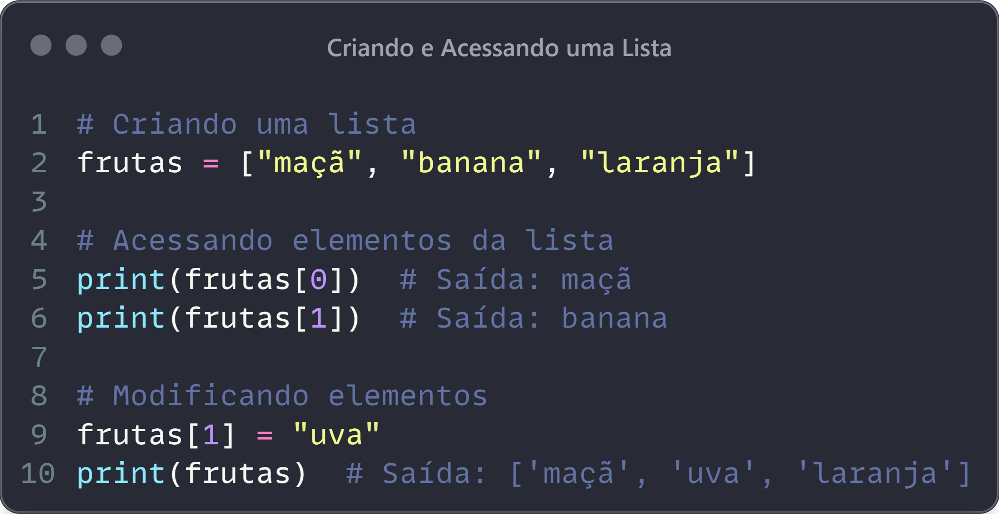 Criando e Acessando uma Lista
1 # Criando uma lista
2 frutas = ["maçã", "banana", "laranja"]
3
4 # Acessando elementos da lista
5 print(frutas[0])  # Saída: maçã
6 print(frutas[1])  # Saída: banana
7
8 # Modificando elementos
9 frutas[1] = "uva"
10 print(frutas)  # Saída: ['maçã', 'uva', 'laranja']